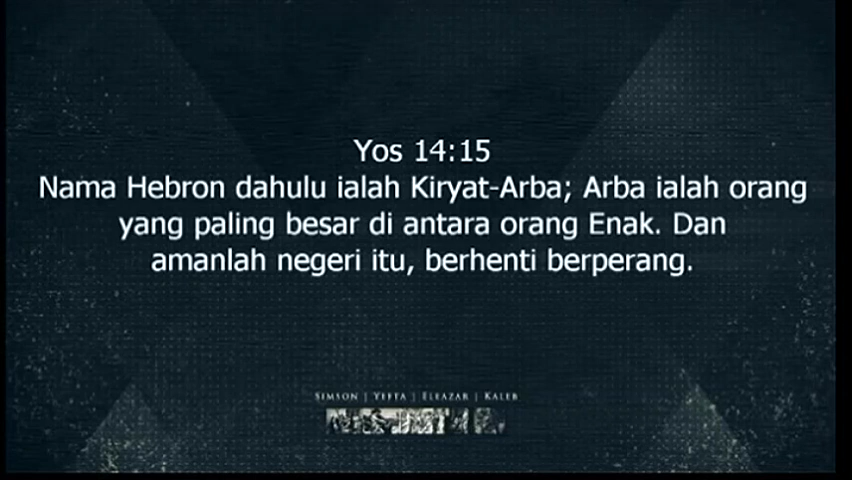 Yos 14:15
Nama Hebron dahulu ialah Kiryat-Arba; Arba ialah orang
yang paling besar di antara orang Enak. Dan
amanlah negeri itu, berhenti berperang.
SIMSON | YEFTA | ELEAZAR | KALEB